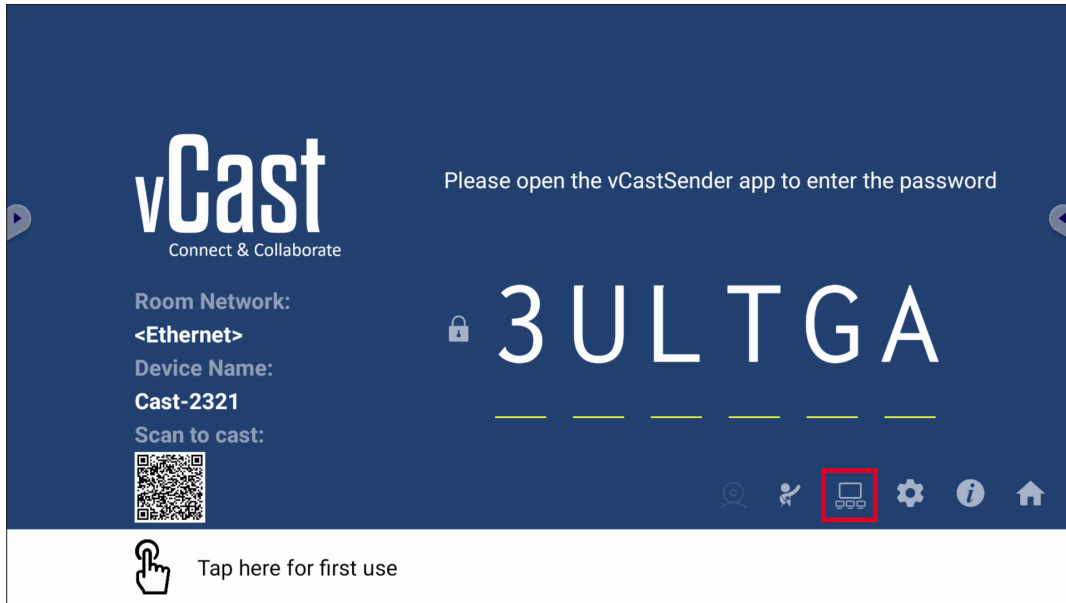 vCast
Connect & Collaborate
Please open the vCastSender app to enter the password
Room Network:
<Ethernet>
Device Name:
Cast-2321
Scan to cast:
3ULTGA
i
Tap here for first use